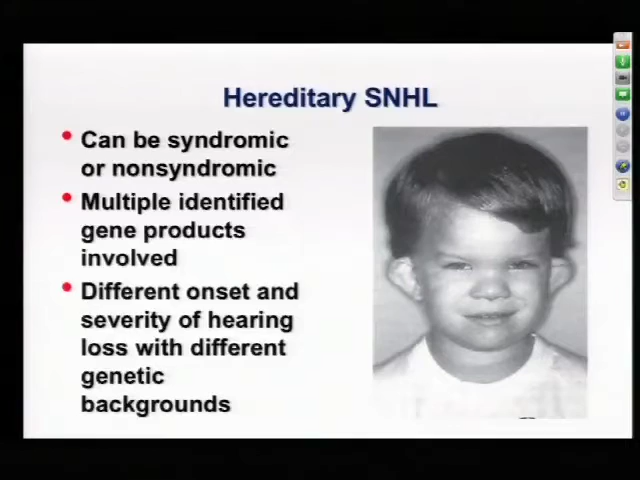 Hereditary SNHL
• Can be syndromic
or nonsyndromic
• Multiple identified
gene products
involved
• Different onset and
severity of hearing
loss with different
genetic
backgrounds